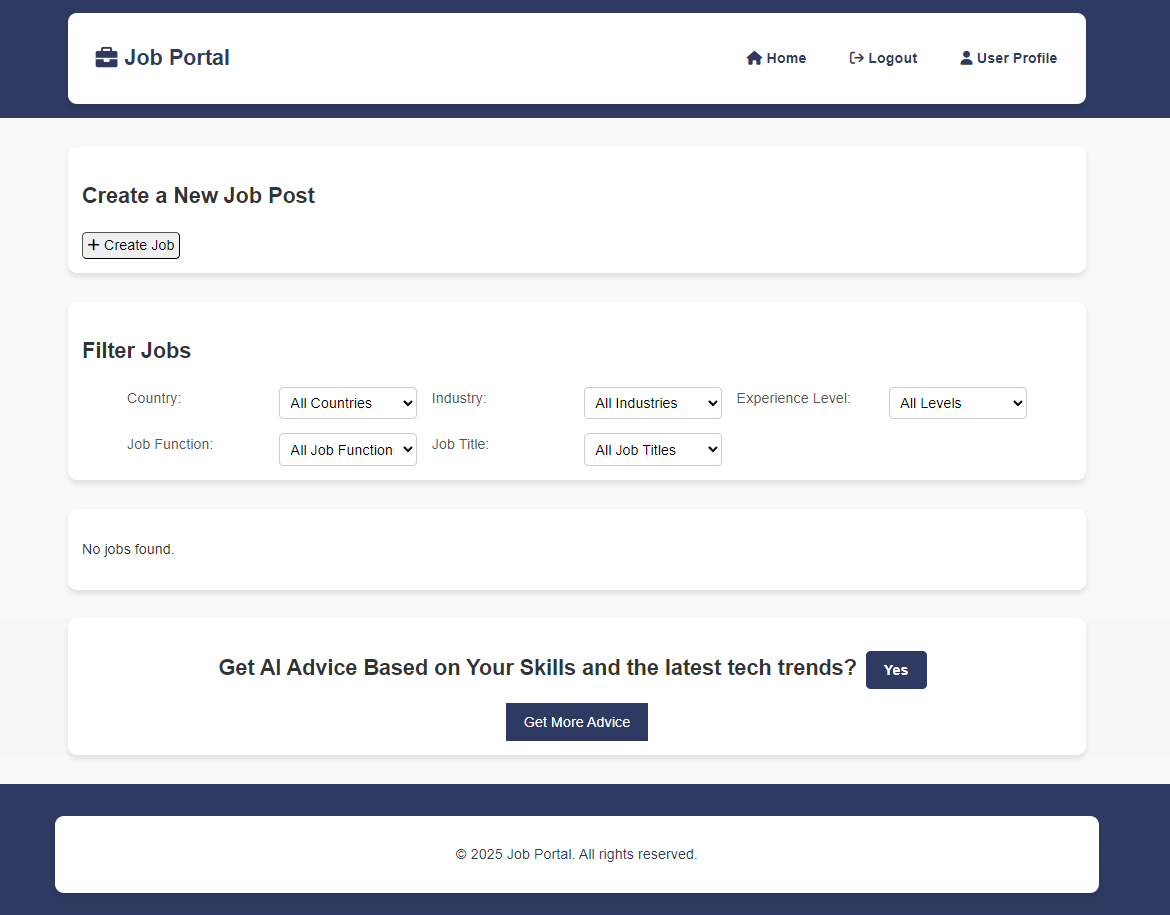 Job Portal
Home Logout User Profile
Create a New Job Post
+ Create Job
Filter Jobs
Country: All Countries Industry: All Industries Experience Level: All Levels
Job Function: All Job Function Job Title: All Job Titles
No jobs found.
Get AI Advice Based on Your Skills and the latest tech trends? Yes
Get More Advice
© 2025 Job Portal. All rights reserved.